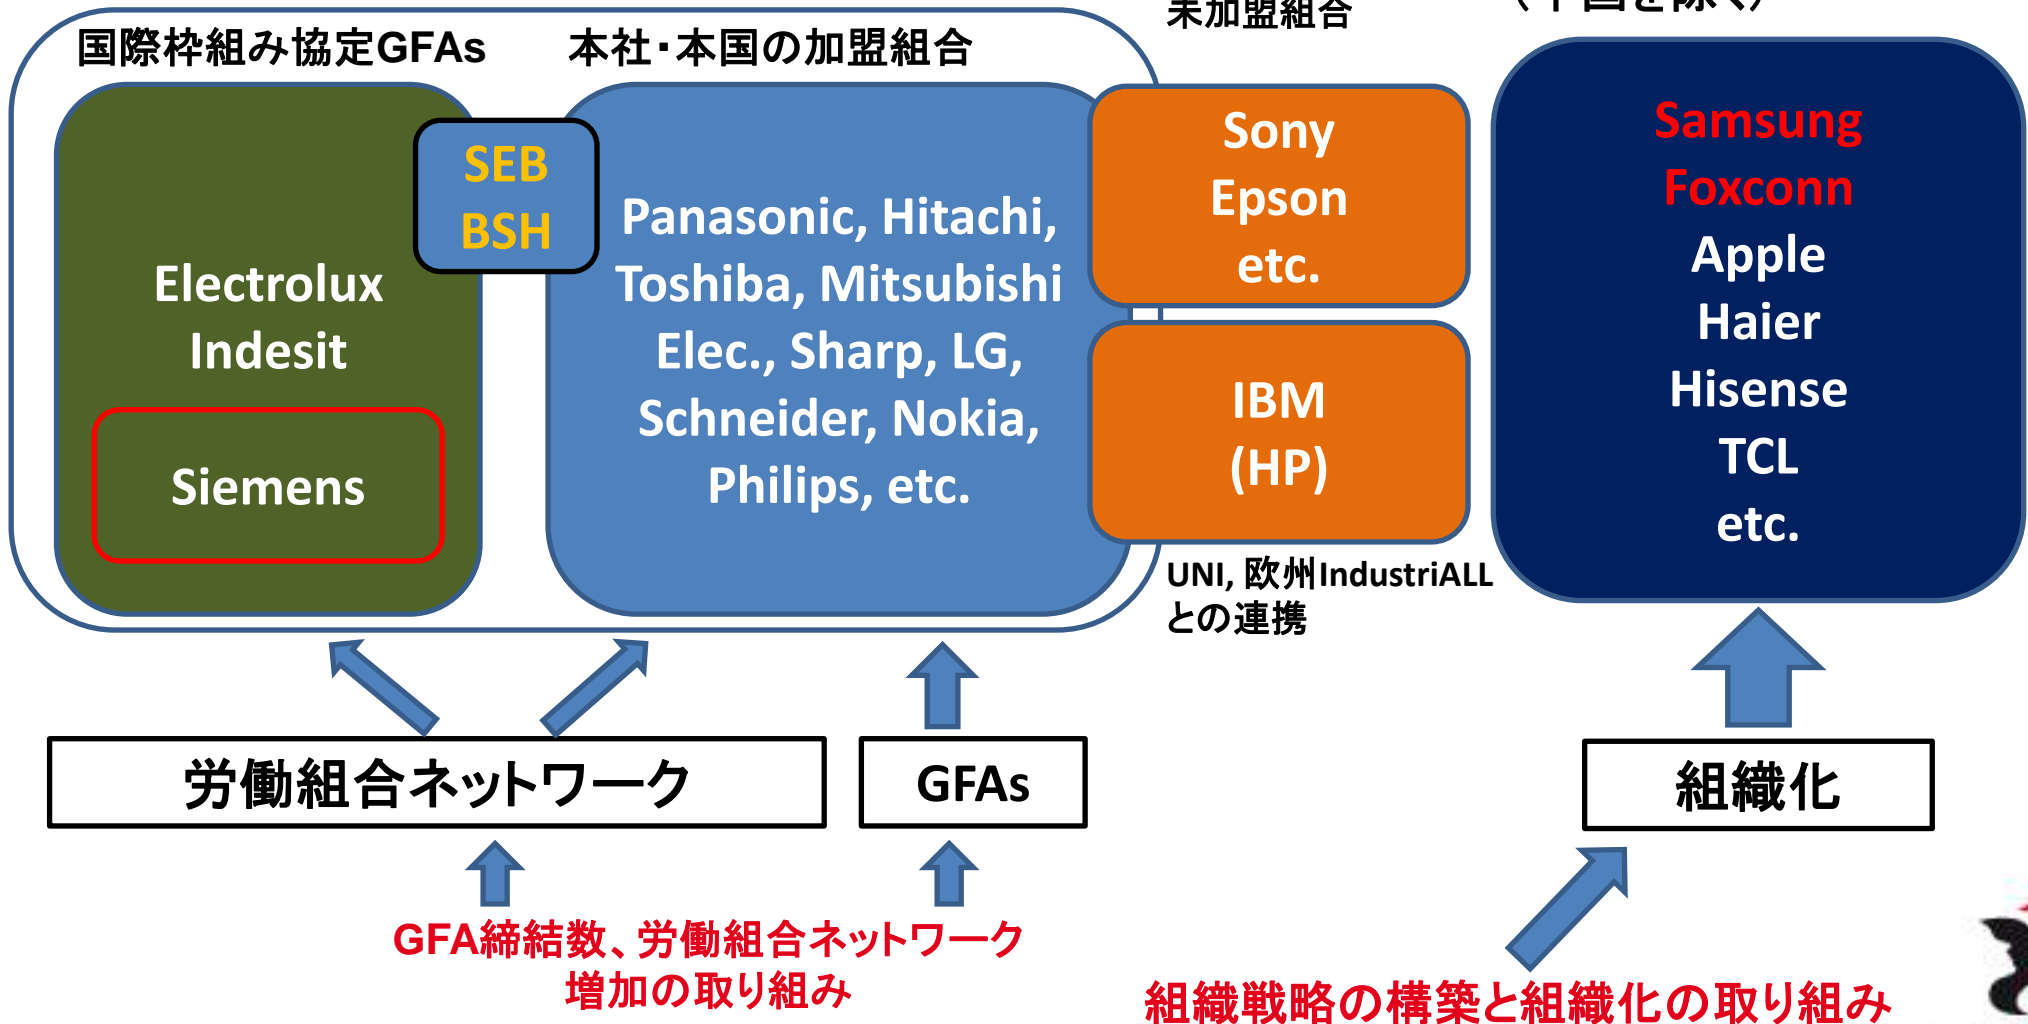 未加盟組合
(中国を除く)
国際枠組み協定GFAs
本社・本国の加盟組合
SEB
BSH
Electrolux
Indesit
Siemens
Panasonic, Hitachi,
Toshiba, Mitsubishi
Elec., Sharp, LG,
Schneider, Nokia,
Philips, etc.
Sony
Epson
etc.
IBM
(HP)
UNI, 欧州IndustriALL
との連携
Samsung
Foxconn
Apple
Haier
Hisense
TCL
etc.
労働組合ネットワーク
GFAs
組織化
GFA締結数、労働組合ネットワーク
増加の取り組み
組織戦略の構築と組織化の取り組み